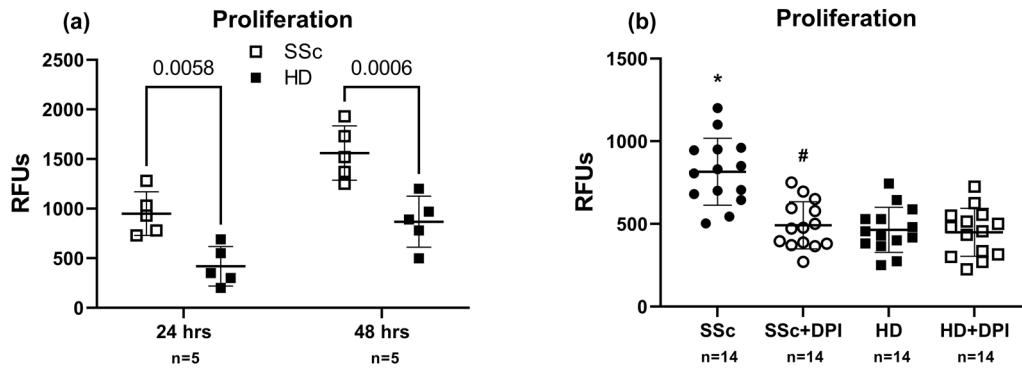 (a)
Proliferation
SSc
HD
0.0058
0.0006
RFUs
2500
2000
1500
1000
500
0
24 hrs
48 hrs
n=5
n=5
(b)
Proliferation
*
#
RFUs
1500
1000
500
0
SSc
SSc+DPI
HD
HD+DPI
n=14
n=14
n=14
n=14